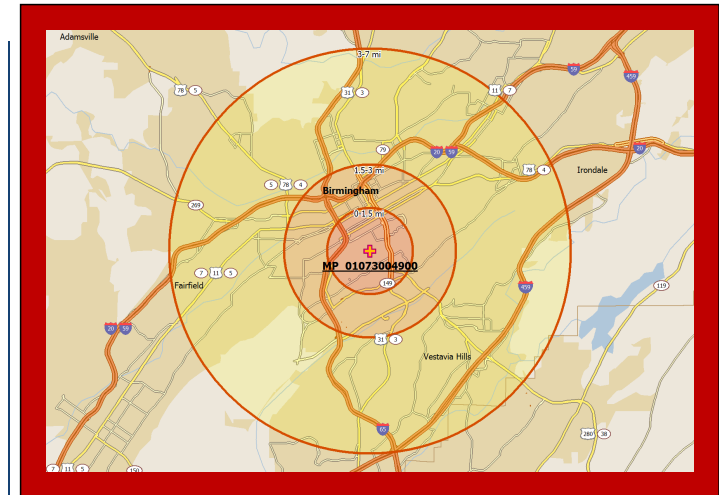 Adamsville
3-7 mi
59
459
78 5
31 3
11 7
79
20 59
20
1.5-3 mi
78 4
Irondale
5 78 4
Birmingham
269
0-1.5 mi
MP_01073004900
7 11 5
149
459
119
Fairfield
20 59
31 3
Vestavia Hills
65
280 38
7 11 5
150